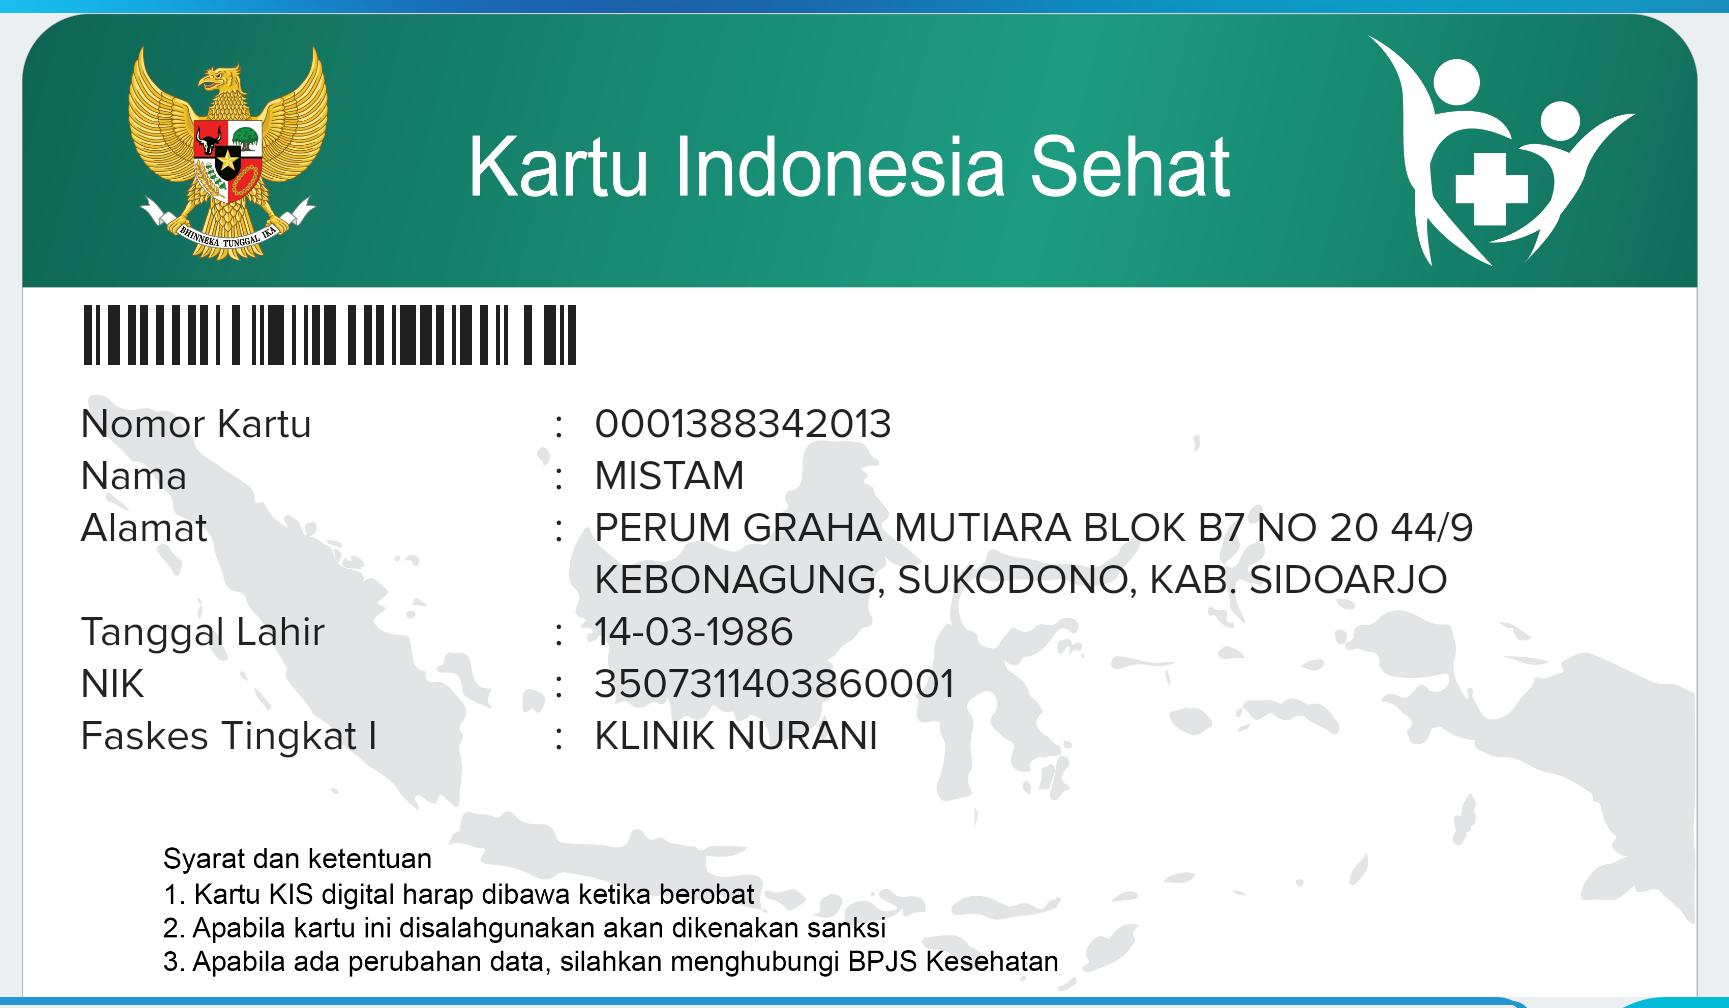 BHINNEKA TUNGGAL IKA
Kartu Indonesia Sehat
Nomor Kartu : 0001388342013
Nama : MISTAM
Alamat : PERUM GRAHA MUTIARA BLOK B7 NO 20 44/9
KEBONAGUNG, SUKODONO, KAB. SIDOARJO
Tanggal Lahir : 14-03-1986
NIK : 3507311403860001
Faskes Tingkat I : KLINIK NURANI
Syarat dan ketentuan
1. Kartu KIS digital harap dibawa ketika berobat
2. Apabila kartu ini disalahgunakan akan dikenakan sanksi
3. Apabila ada perubahan data, silahkan menghubungi BPJS Kesehatan